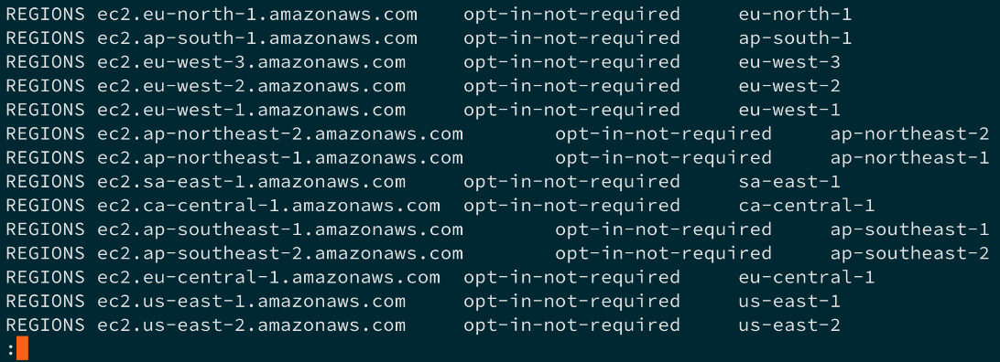 REGIONS ec2.eu-north-1.amazonaws.com opt-in-not-required eu-north-1
REGIONS ec2.ap-south-1.amazonaws.com opt-in-not-required ap-south-1
REGIONS ec2.eu-west-3.amazonaws.com opt-in-not-required eu-west-3
REGIONS ec2.eu-west-2.amazonaws.com opt-in-not-required eu-west-2
REGIONS ec2.eu-west-1.amazonaws.com opt-in-not-required eu-west-1
REGIONS ec2.ap-northeast-2.amazonaws.com opt-in-not-required ap-northeast-2
REGIONS ec2.ap-northeast-1.amazonaws.com opt-in-not-required ap-northeast-1
REGIONS ec2.sa-east-1.amazonaws.com opt-in-not-required sa-east-1
REGIONS ec2.ca-central-1.amazonaws.com opt-in-not-required ca-central-1
REGIONS ec2.ap-southeast-1.amazonaws.com opt-in-not-required ap-southeast-1
REGIONS ec2.ap-southeast-2.amazonaws.com opt-in-not-required ap-southeast-2
REGIONS ec2.eu-central-1.amazonaws.com opt-in-not-required eu-central-1
REGIONS ec2.us-east-1.amazonaws.com opt-in-not-required us-east-1
REGIONS ec2.us-east-2.amazonaws.com opt-in-not-required us-east-2
: